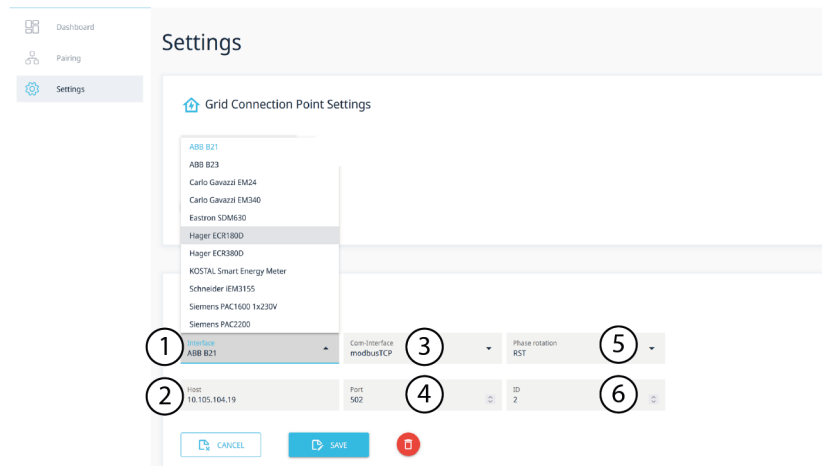 Dashboard
Pairing
Settings
Settings
Grid Connection Point Settings
ABB B21
ABB B23
Carlo Gavazzi EM24
Carlo Gavazzi EM340
Eastron SDM630
Hager ECR180D
Hager ECR380D
KOSTAL Smart Energy Meter
Schneider iEM3155
Siemens PAC1600 1x230V
Siemens PAC2200
1 Interface ABB B21
3 Com-Interface modbusTCP
5 Phase rotation RST
2 Host 10.105.104.19
4 Port 502
6 ID 2
CANCEL
SAVE